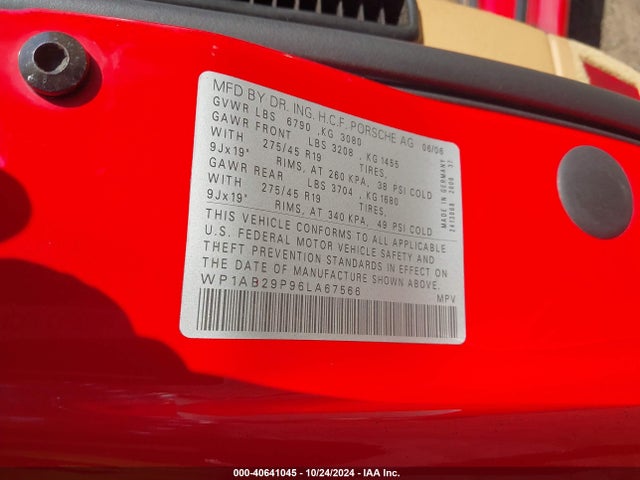 MFD BY DR. ING. H.C.F. PORSCHE AG 06/06
GVWR LBS 6790 ,KG 3080
GAWR FRONT LBS 3208 , KG 1455
WITH 275/45 R19 TIRES,
9Jx19" RIMS, AT 260 KPA, 38 PSI COLD
GAWR REAR LBS 3704 , KG 1680
WITH 275/45 R19 TIRES,
9Jx19" RIMS, AT 340 KPA, 49 PSI COLD
THIS VEHICLE CONFORMS TO ALL APPLICABLE
U.S. FEDERAL MOTOR VEHICLE SAFETY AND
THEFT PREVENTION STANDARDS IN EFFECT ON
THE DATE OF MANUFACTURE SHOWN ABOVE.
WP1AB29P96LA67566 MPV
MADE IN GERMANY
000-40641045 • 10/24/2024 • IAA Inc.